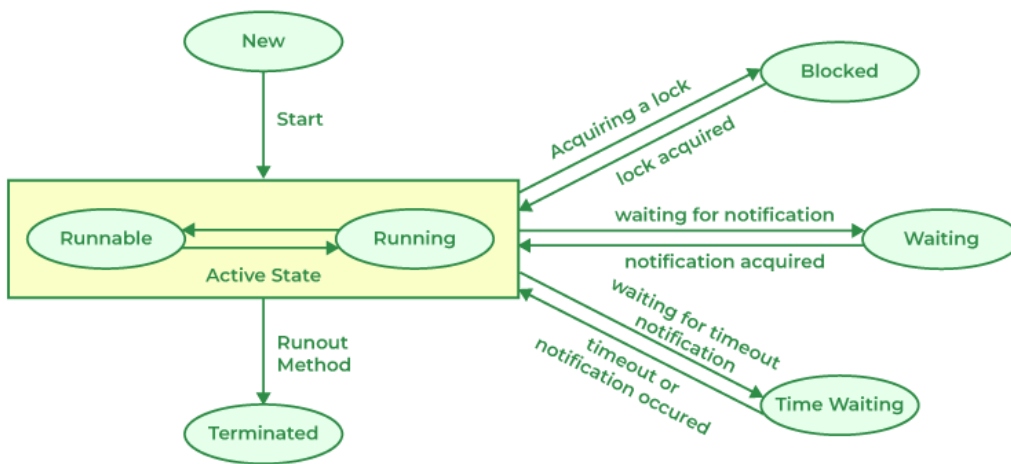 New
Start
Acquiring a lock
lock acquired
Blocked
Runnable
Running
Active State
waiting for notification
notification acquired
Waiting
waiting for timeout
notification
timeout or
notification occured
Time Waiting
Runout
Method
Terminated